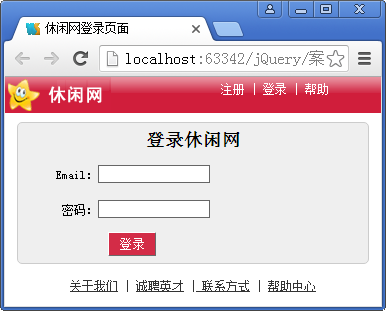 休闲网登录页面
localhost:63342/jQuery/案
休闲网
注册 | 登录 | 帮助
登录休闲网
Email:
密码:
登录
关于我们 | 诚聘英才 | 联系方式 | 帮助中心